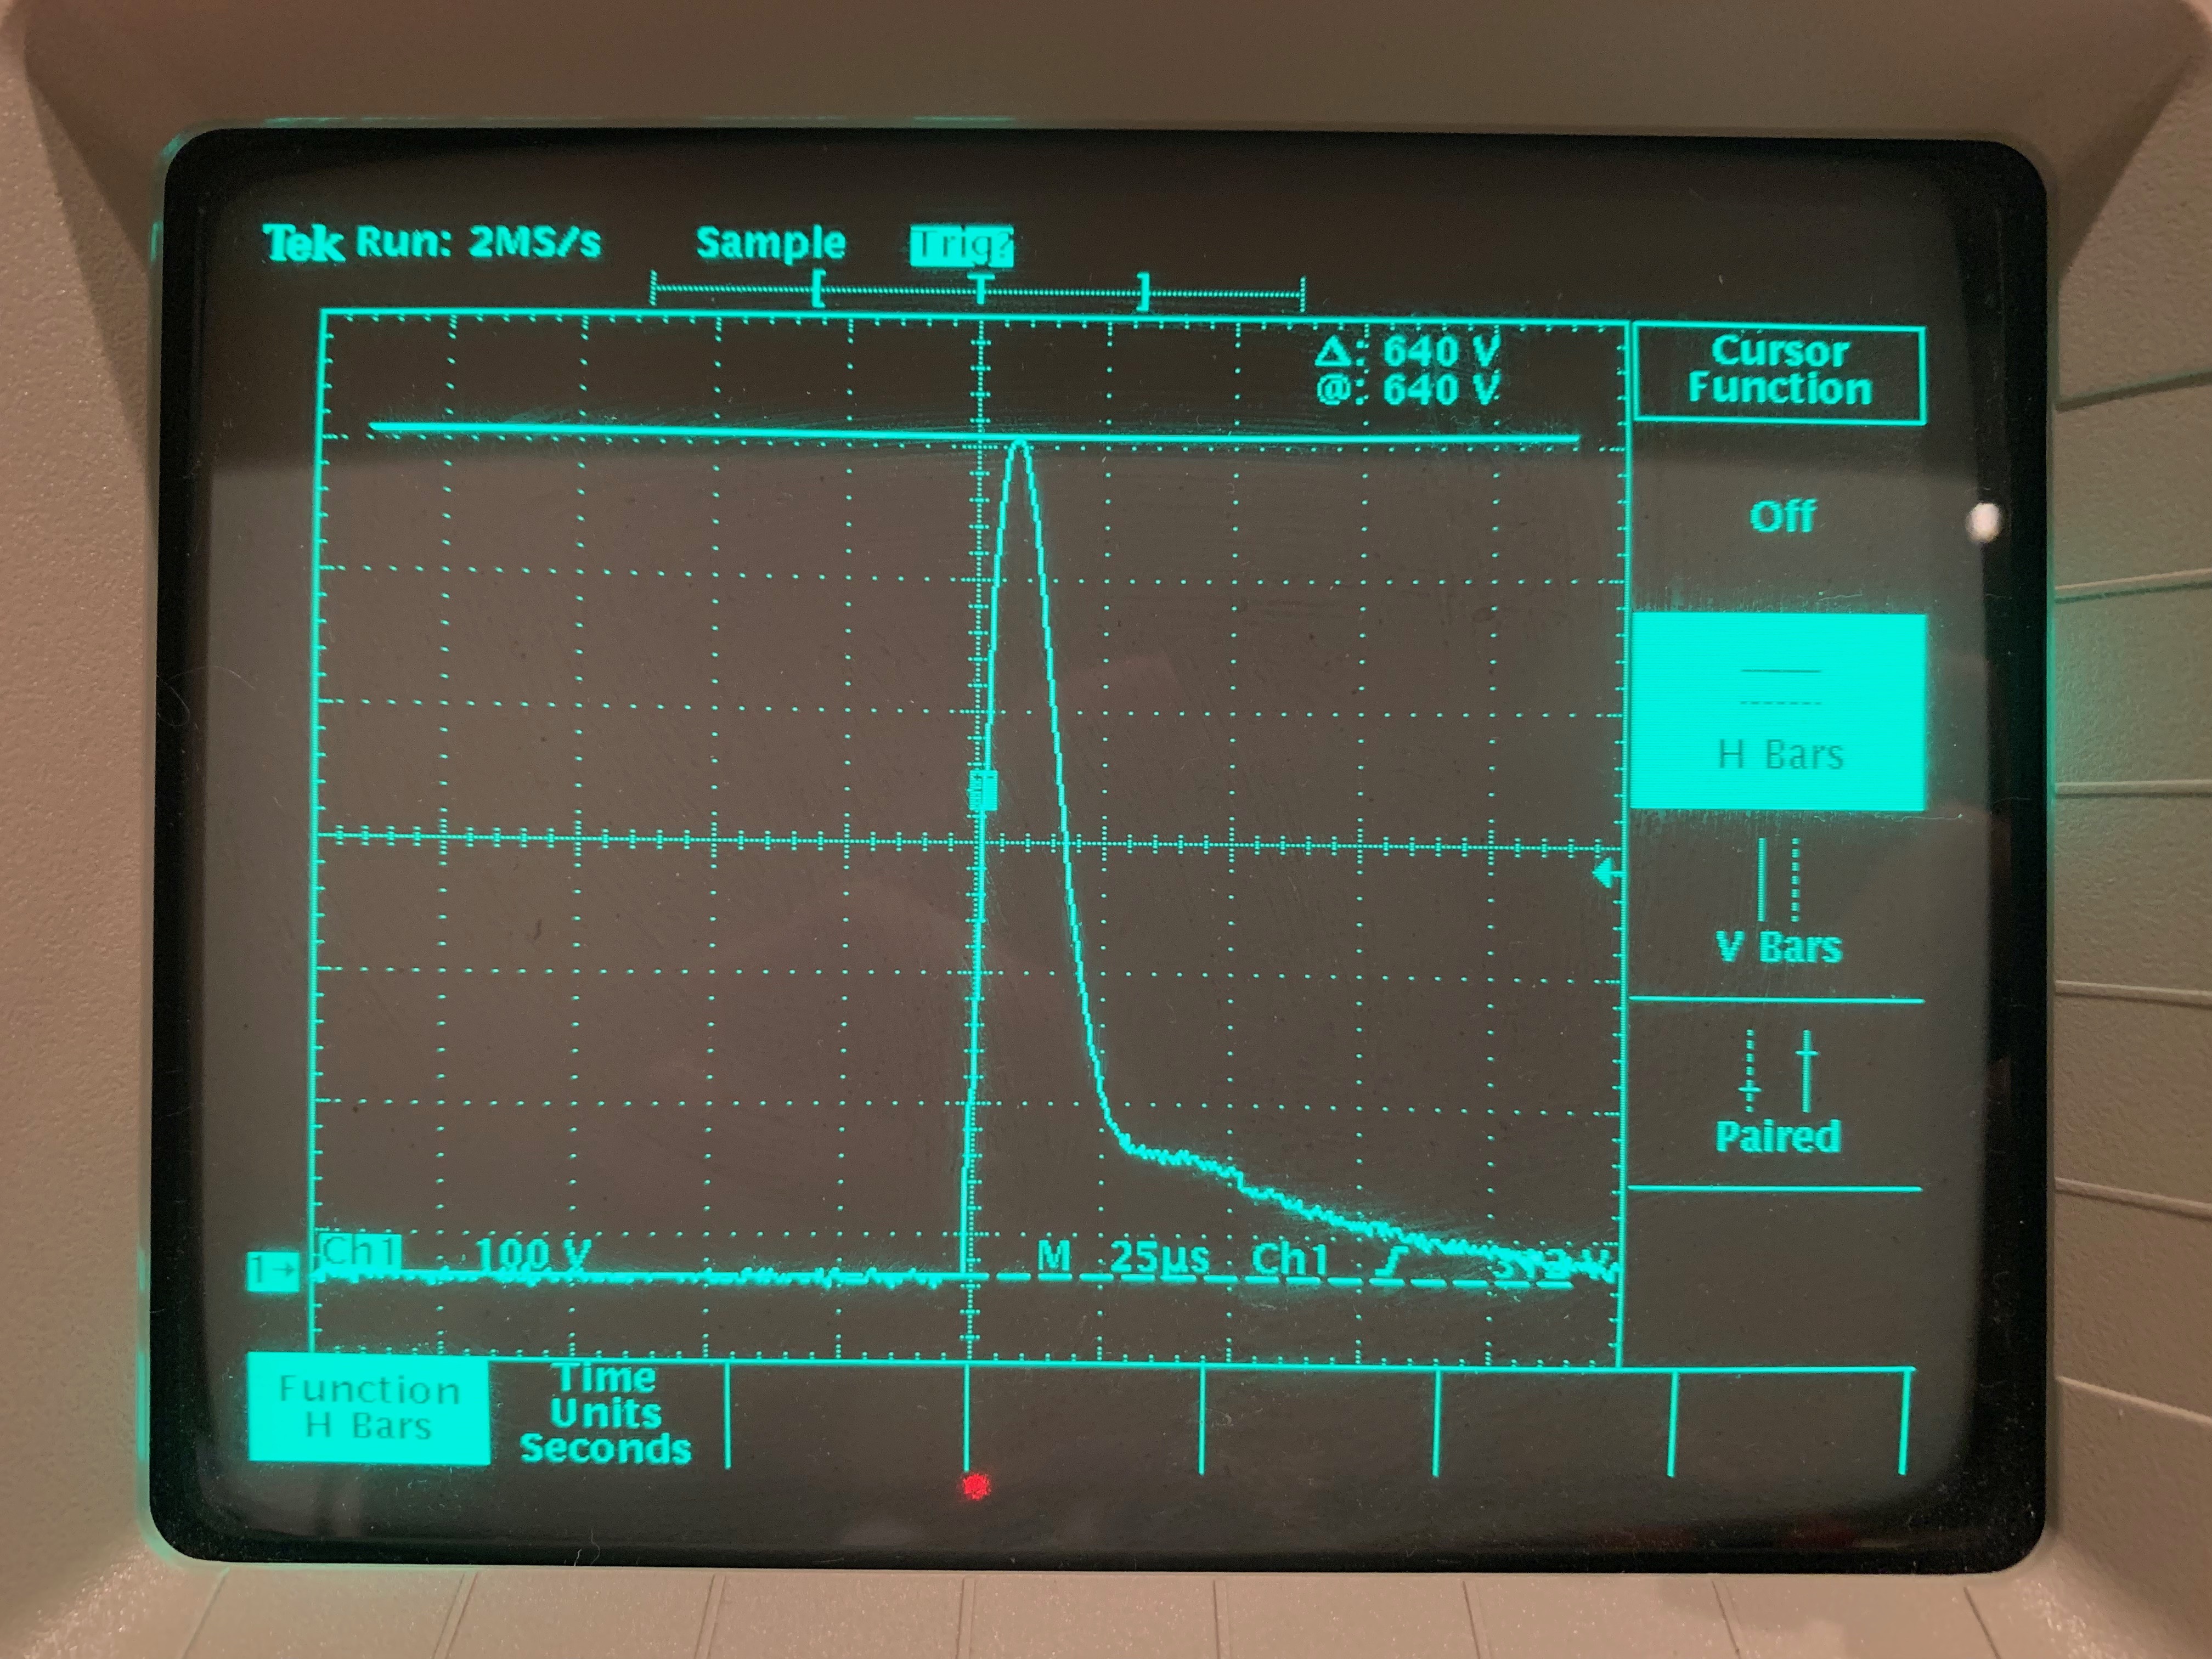 Tek Run: 2MS/s Sample Trig?
T
Δ: 640 V
@: 640 V
Cursor
Function
Off
H Bars
V Bars
Paired
T
1→
Ch1 100 V M 25µs Ch1
Function
H Bars
Time
Units
Seconds